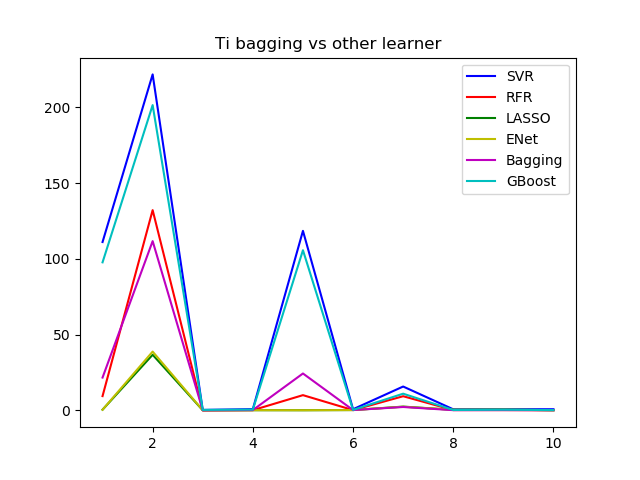 Ti bagging vs other learner
SVR
RFR
LASSO
ENet
Bagging
GBoost
200
150
100
50
0
2 4 6 8 10